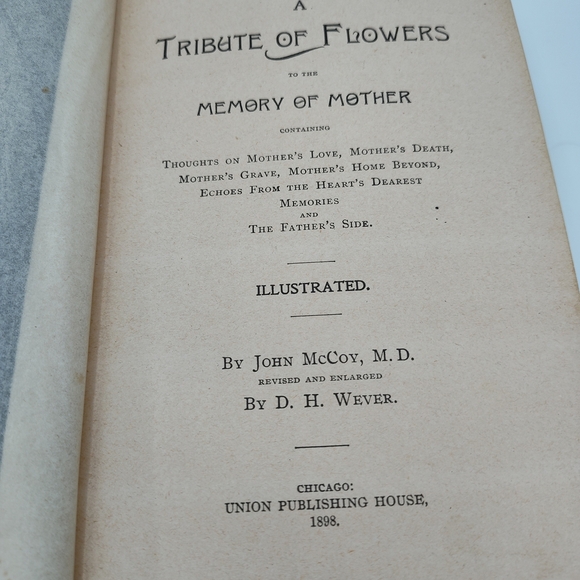 A
TRIBUTE OF FLOWERS
TO THE
MEMORY OF MOTHER
CONTAINING
THOUGHTS ON MOTHER'S LOVE, MOTHER'S DEATH,
MOTHER'S GRAVE, MOTHER'S HOME BEYOND,
ECHOES FROM THE HEART'S DEAREST
MEMORIES
AND
THE FATHER'S SIDE.
ILLUSTRATED.
BY JOHN MCCOY, M. D.
REVISED AND ENLARGED
BY D. H. WEVER.
CHICAGO:
UNION PUBLISHING HOUSE,
1898.